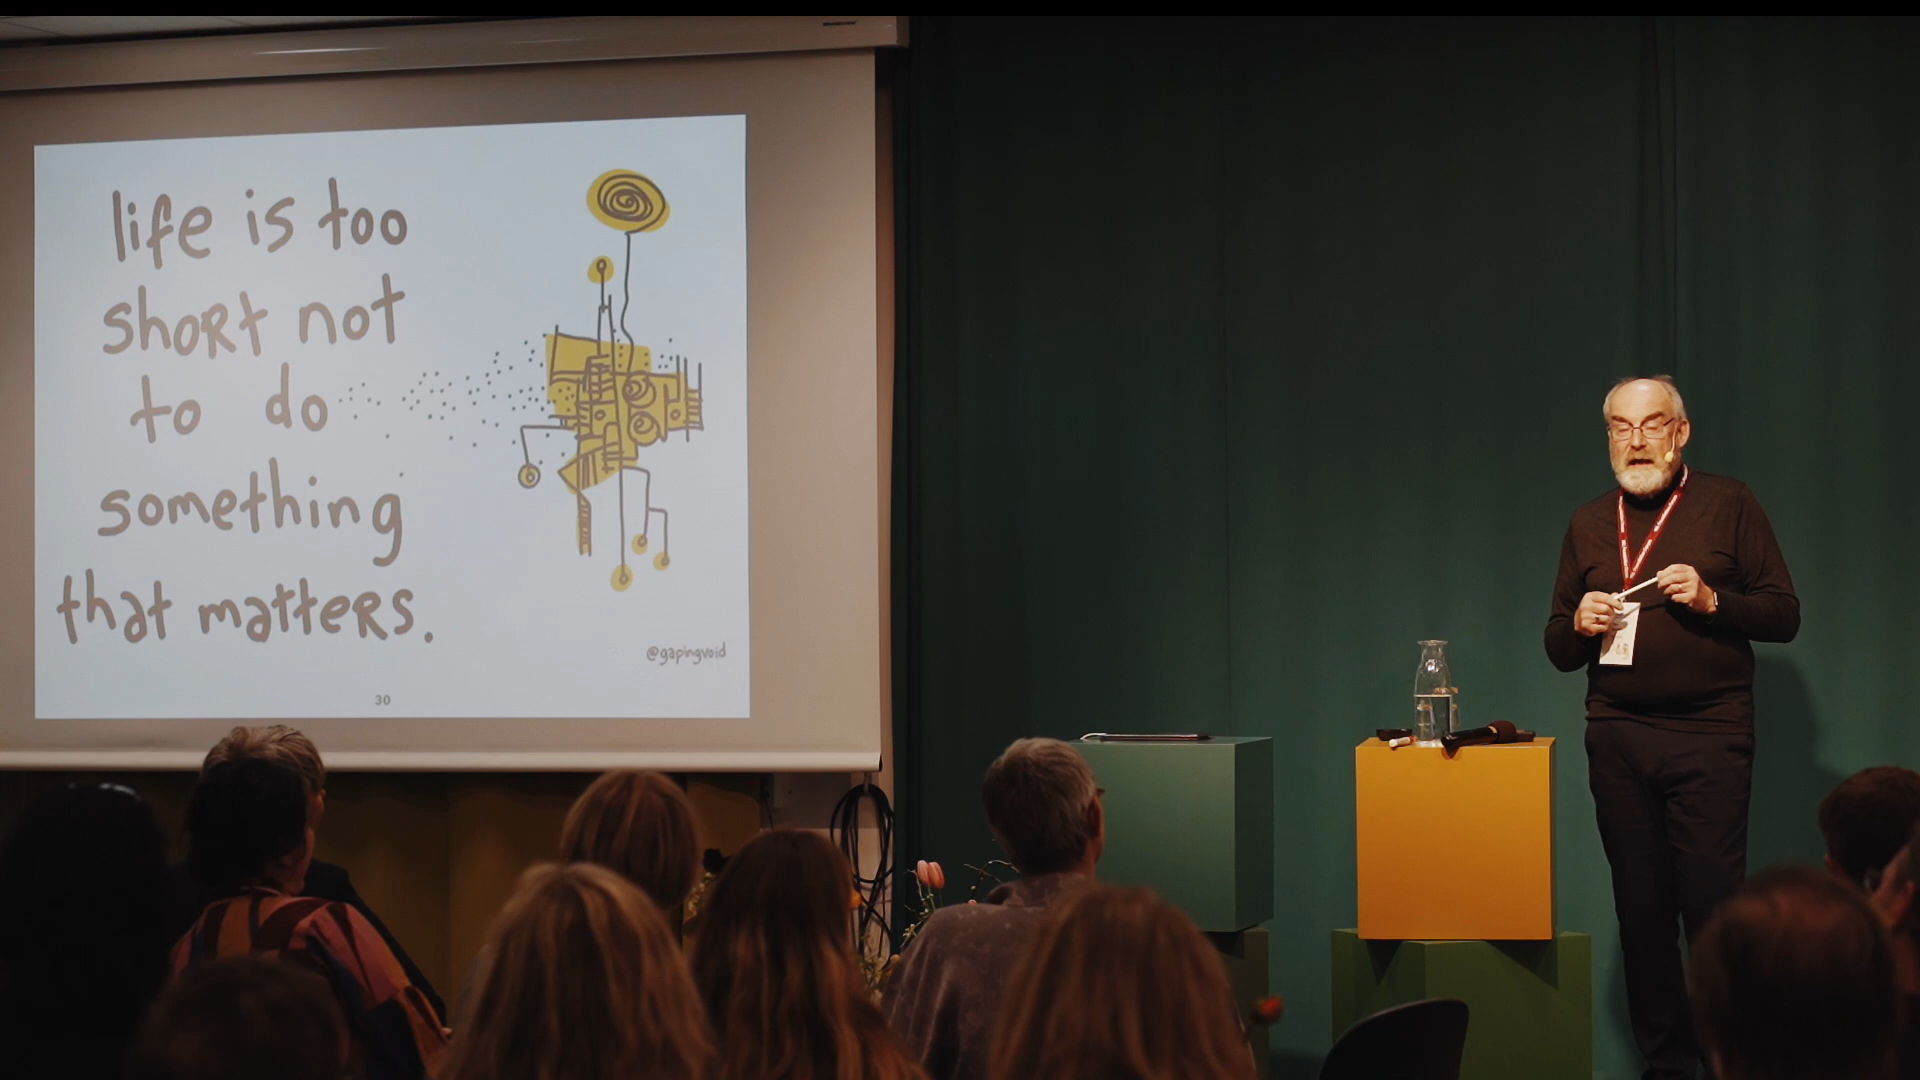 life is too
short not
to do
something
that matters.
@gapingvoid
30